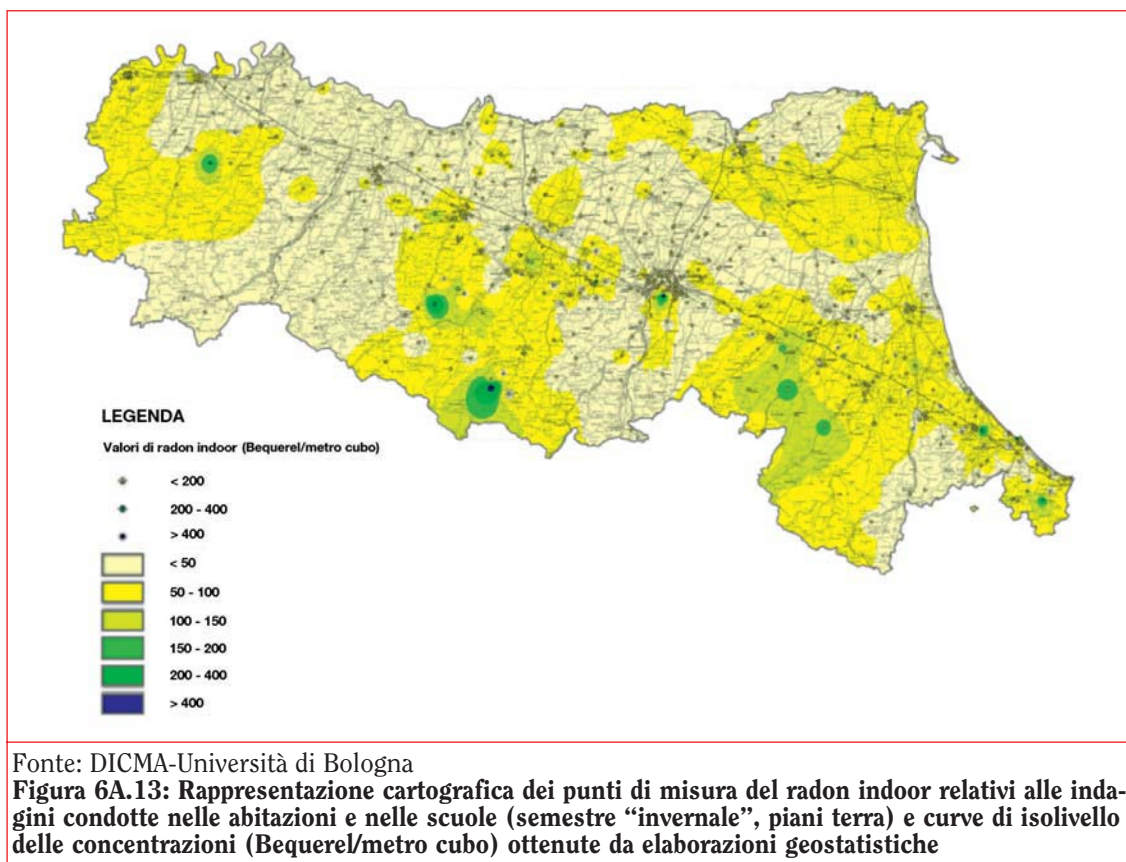 LEGENDA
Valori di radon indoor (Bequerel/metro cubo)
< 200
200 - 400
> 400
< 50
50 - 100
100 - 150
150 - 200
200 - 400
> 400
Fonte: DICMA-Università di Bologna
Figura 6A.13: Rappresentazione cartografica dei punti di misura del radon indoor relativi alle inda-
gini condotte nelle abitazioni e nelle scuole (semestre “invernale”, piani terra) e curve di isolivello
delle concentrazioni (Bequerel/metro cubo) ottenute da elaborazioni geostatistiche